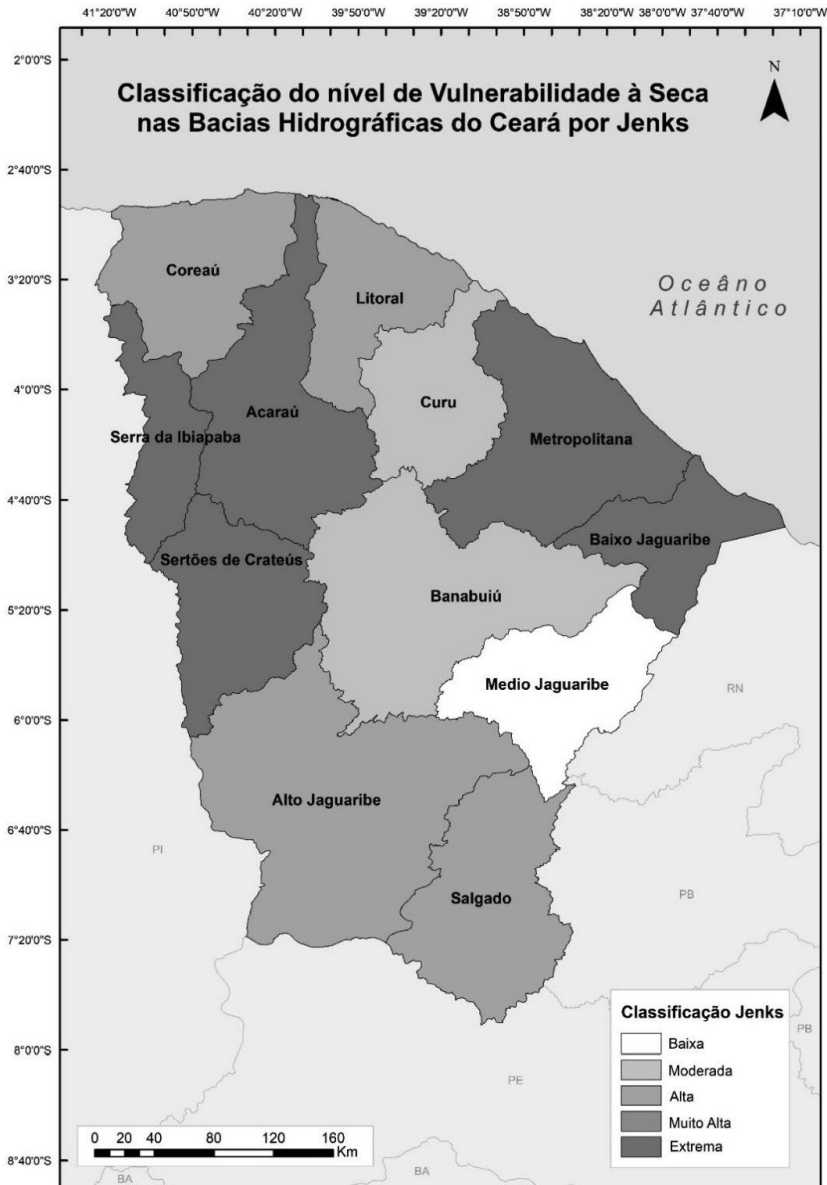 41°20'0"W 40°50'0"W 40°20'0"W 39°50'0"W 39°20'0"W 38°50'0"W 38°20'0"W 38°0'0"W 37°40'0"W 37°10'0"W
2°0'0"S
Classificação do nível de Vulnerabilidade à Seca
nas Bacias Hidrográficas do Ceará por Jenks
N
2°40'0"S
3°20'0"S
Coreaú
Litoral
Oceâno
Atlântico
4°0'0"S
Curu
Acaraú
Serra da Ibiapaba
Metropolitana
4°40'0"S
Baixo Jaguaribe
Sertões de Crateús
Banabuiú
5°20'0"S
Medio Jaguaribe
RN
6°0'0"S
Alto Jaguaribe
6°40'0"S
PI
PB
Salgado
7°20'0"S
Classificação Jenks
Baixa
Moderada
Alta
Muito Alta
Extrema
PB
8°0'0"S
PE
0 20 40 80 120 160
Km
8°40'0"S
BA
BA